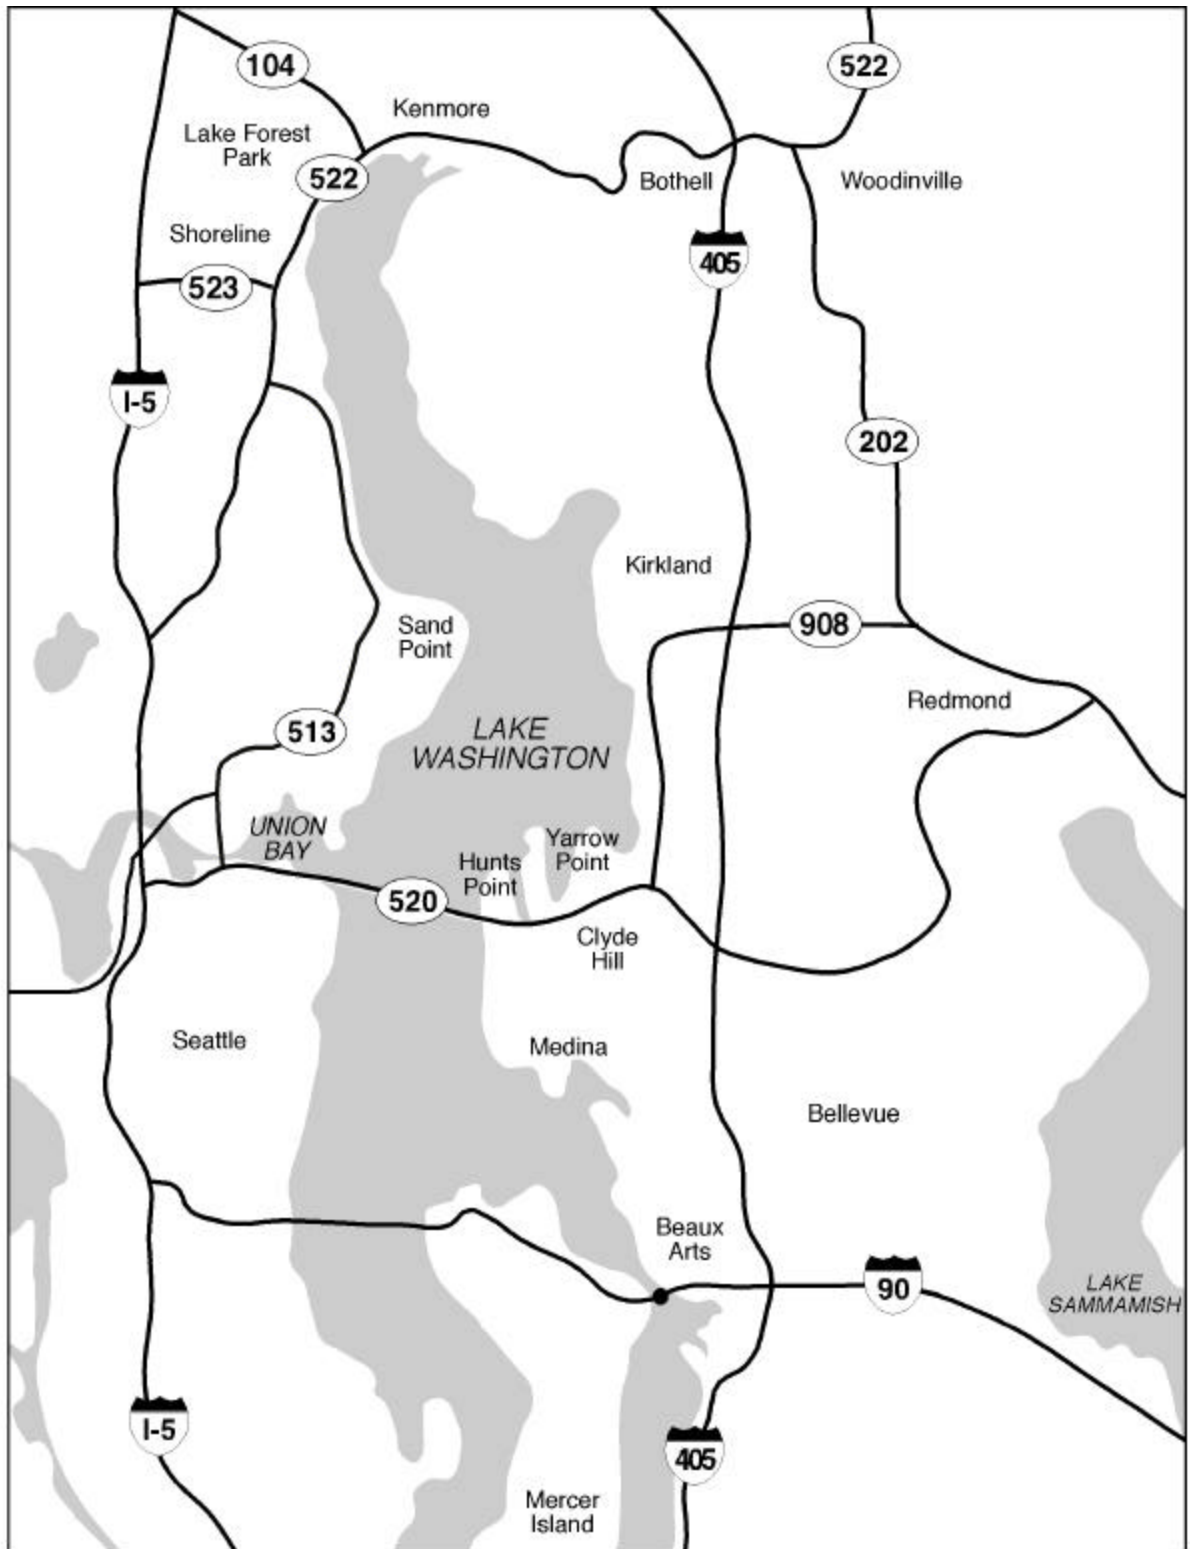 104
522
Kenmore
Lake Forest
Park
522
Bothell
Woodinville
Shoreline
405
523
I-5
202
Kirkland
908
Sand
Point
Redmond
513
LAKE
WASHINGTON
UNION
BAY
Yarrow
Point
Hunts
Point
520
Clyde
Hill
Seattle
Medina
Bellevue
Beaux
Arts
90
LAKE
SAMMAMISH
I-5
405
Mercer
Island